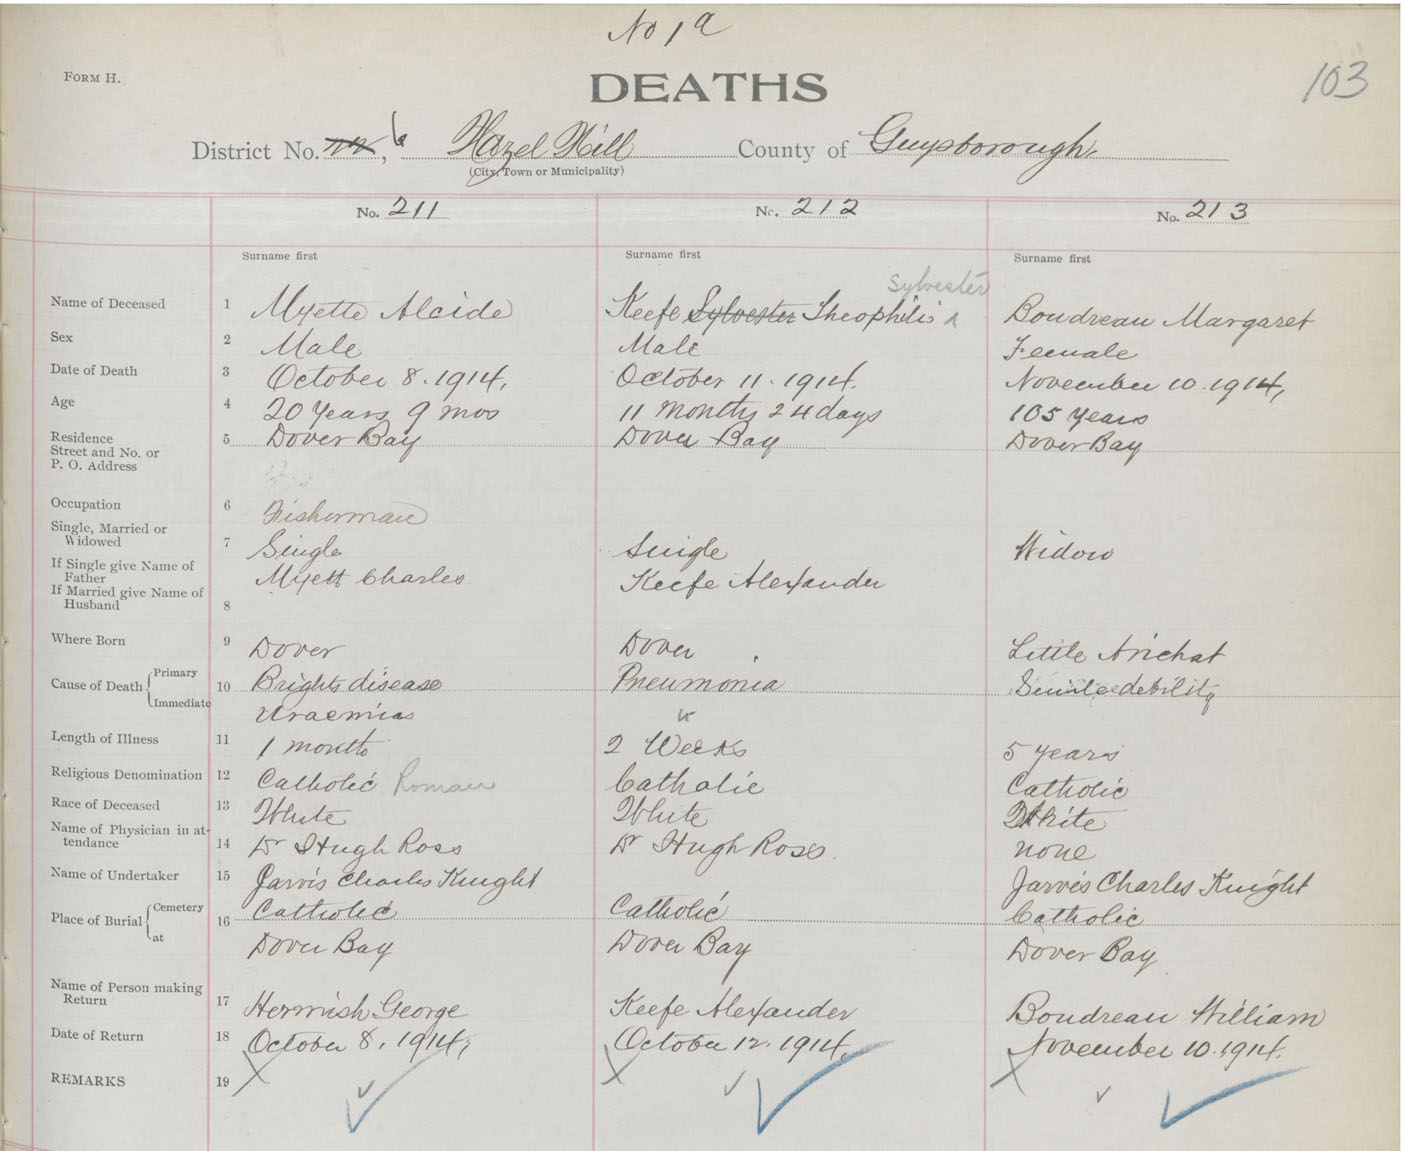 No 1a
FORM H.
DEATHS
103
District No. 6 Hazel Hill County of Guysborough
(City, Town or Municipality)
No. 211 No. 212 No. 213
Surname first Surname first Surname first
Sylvester
Name of Deceased 1 Myette Alcide Keefe Sylvester Theophilis Boudreau Margaret
Sex 2 Male Male Female
Date of Death 3 October 8. 1914, October 11. 1914. November 10. 1914,
Age 4 20 Years 9 mos 11 Months 24 days 105 years
Residence 5 Dover Bay Dover Bay Dover Bay
Street and No. or
P. O. Address
Occupation 6 Fisherman
Single, Married or
Widowed 7 Single Single Widow
If Single give Name of
Father Myett Charles Keefe Alexander
If Married give Name of
Husband 8
Where Born 9 Dover Dover Little Arichat
Cause of Death Primary 10 Brights disease Pneumonia Senile debility
Immediate Uraemias
Length of Illness 11 1 month 2 Weeks 5 years
Religious Denomination 12 Catholic Roman Catholic Catholic
Race of Deceased 13 White White White
Name of Physician in at-
tendance 14 Dr Hugh Ross Dr Hugh Ross. none
Name of Undertaker 15 Jarvis Charles Knight Jarvis Charles Knight
Place of Burial Cemetery 16 Catholic Catholic Catholic
at Dover Bay Dover Bay Dover Bay
Name of Person making
Return 17 Hermish George Keefe Alexander Boudreau William
Date of Return 18 October 8, 1914, October 12. 1914, November 10. 1914.
REMARKS 19